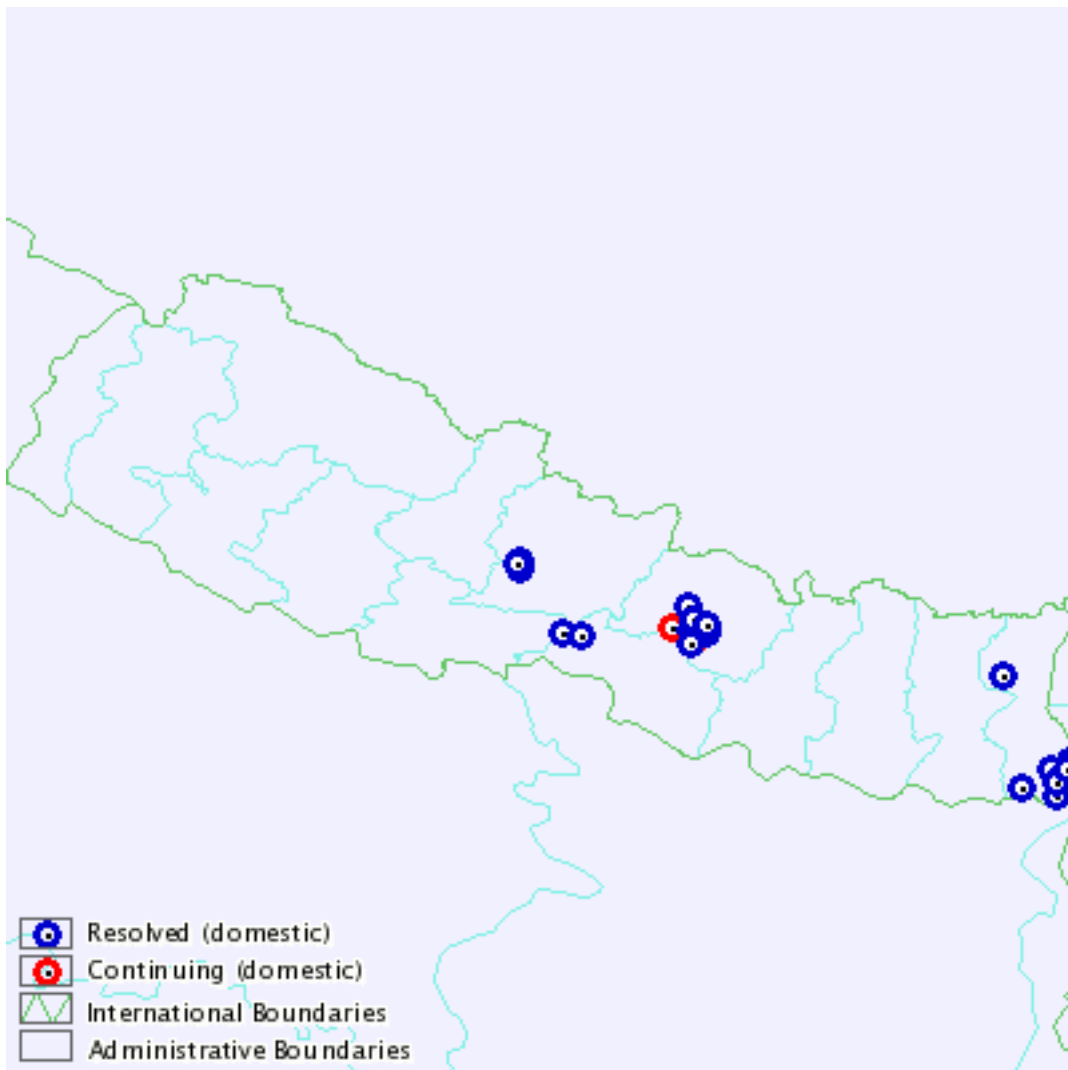 Resolved (domestic)
Continuing (domestic)
International Boundaries
Administrative Boundaries